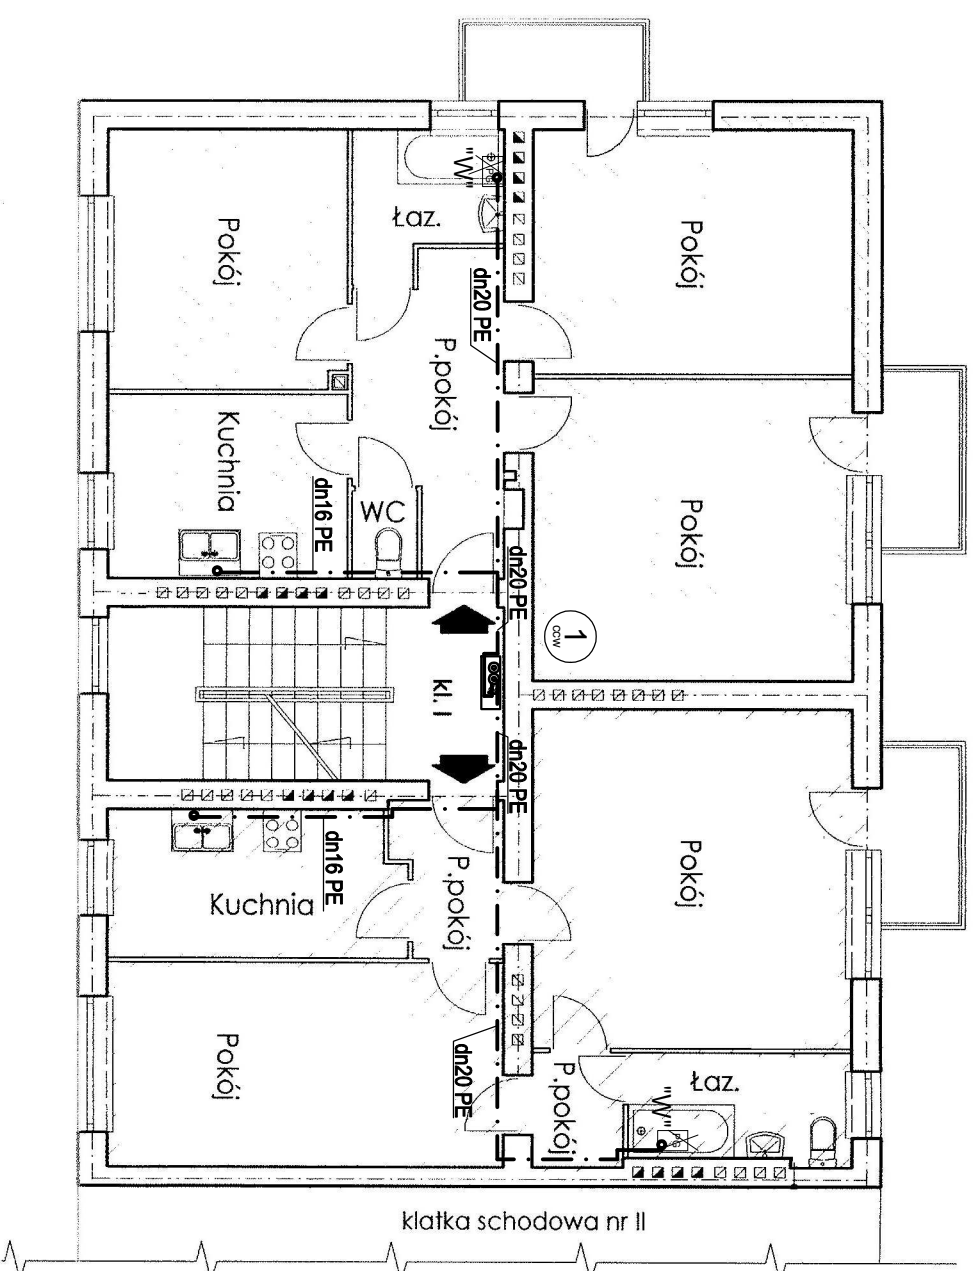 "W"
Łaz.
Pokój
Pokój
dn20 PE
P.pokój
Kuchnia
dn16 PE
WC
Pokój
dn20 PE
1
ccw
kl. I
dn20 PE
dn16 PE
Kuchnia
P.pokój
Pokój
Pokój
dn20 PE
P.pokój
Łaz.
"W"
klatka schodowa nr II